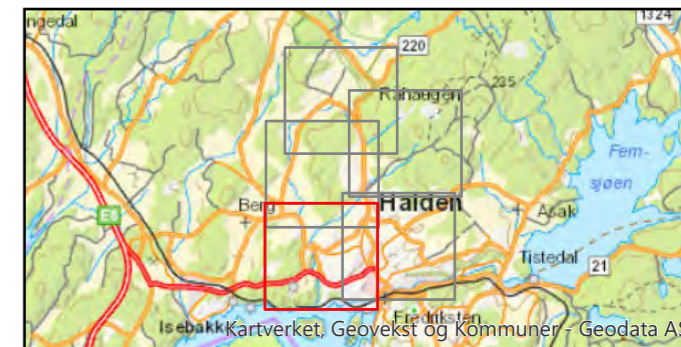 ngedal
1324
220
Rahaugen
225
Fem-
sjøen
Berg
Halden
Asak
E6
Tistedal
21
Fredriksten
Isebakk
Kartverket, Geovekst og Kommuner - Geodata AS